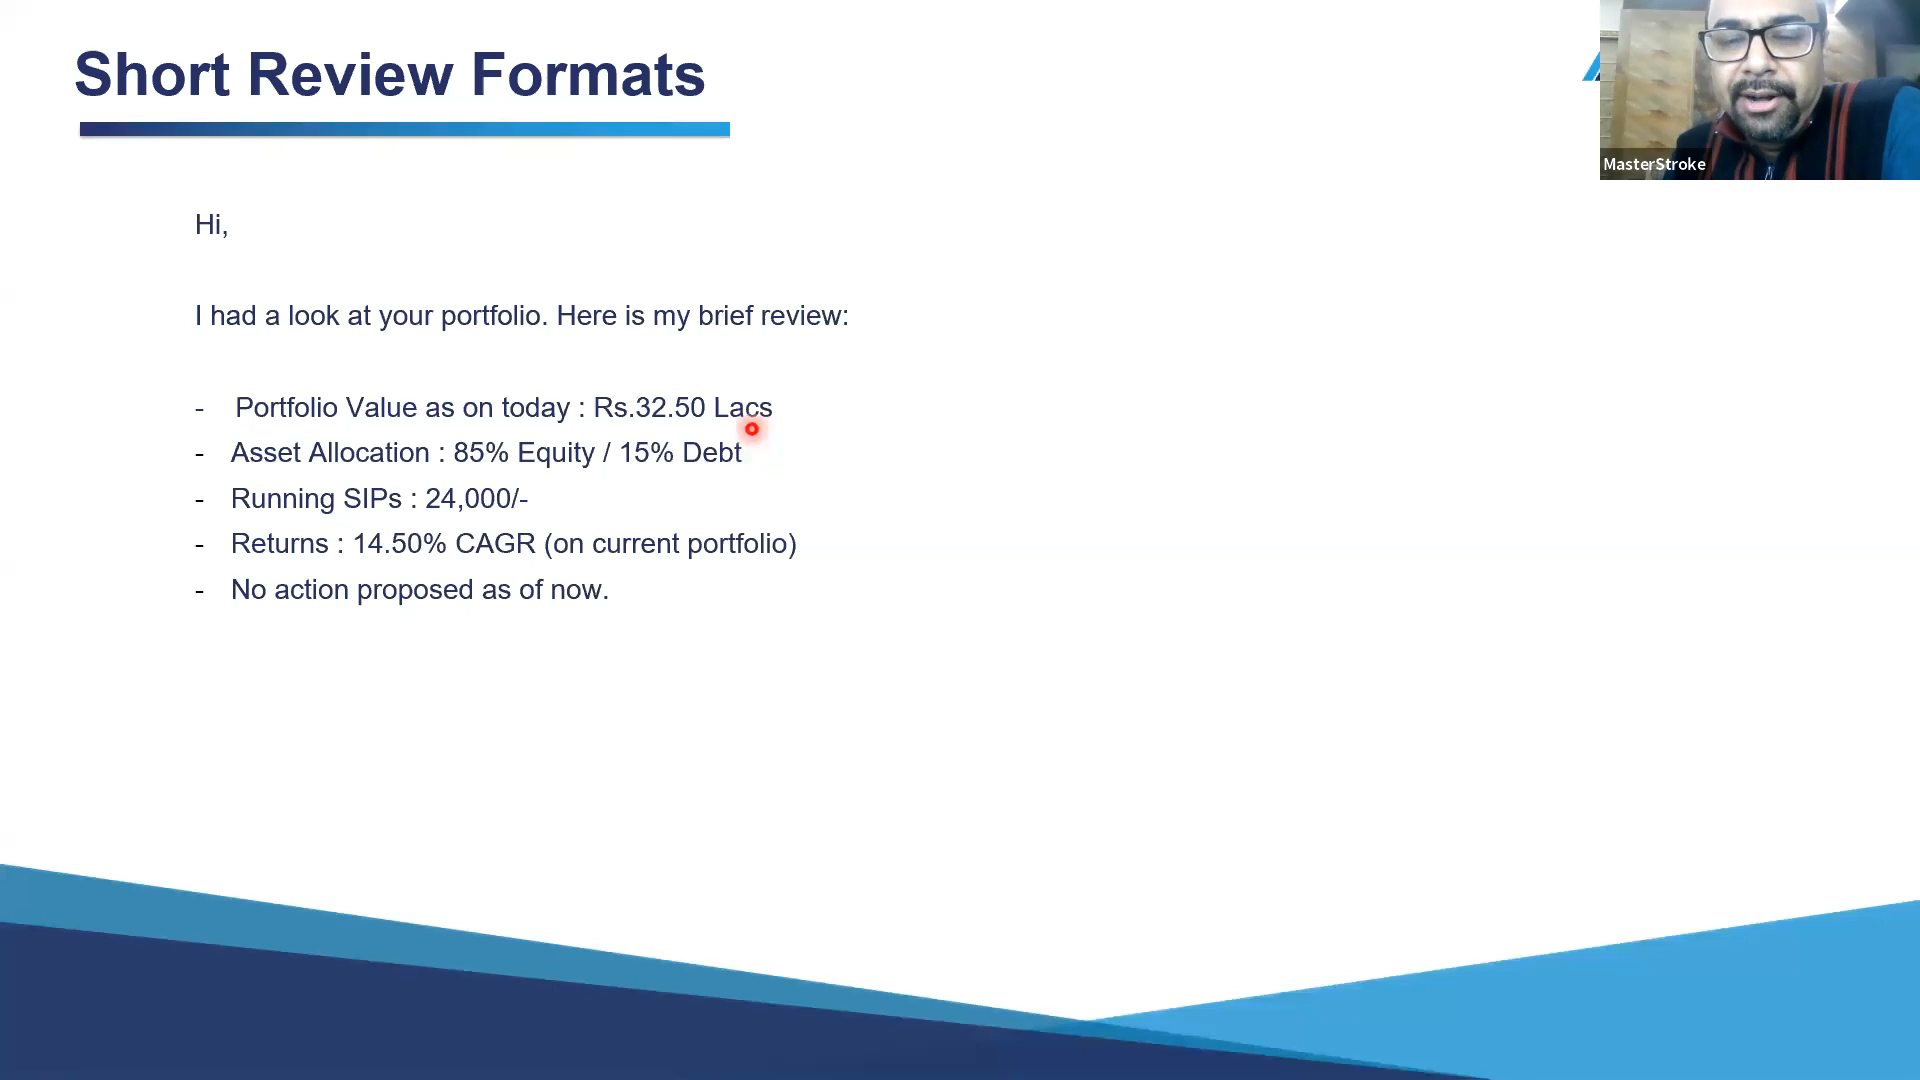 Short Review Formats
MasterStroke
Hi,
I had a look at your portfolio. Here is my brief review:
- Portfolio Value as on today : Rs.32.50 Lacs
- Asset Allocation : 85% Equity / 15% Debt
- Running SIPs : 24,000/-
- Returns : 14.50% CAGR (on current portfolio)
- No action proposed as of now.